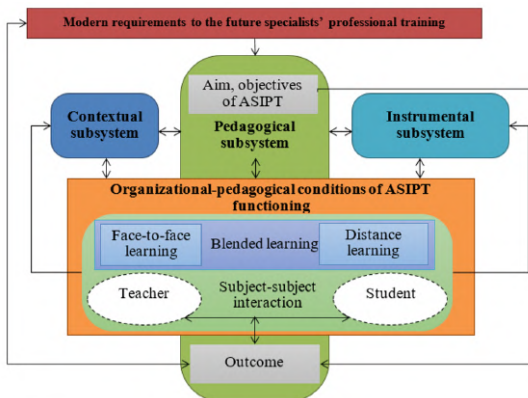 Modern requirements to the future specialists' professional training
Aim, objectives
of ASIPT
Contextual
subsystem
Pedagogical
subsystem
Instrumental
subsystem
Organizational-pedagogical conditions of ASIPT
functioning
Face-to-face
learning
Blended learning
Distance
learning
Teacher
Subject-subject
interaction
Student
Outcome